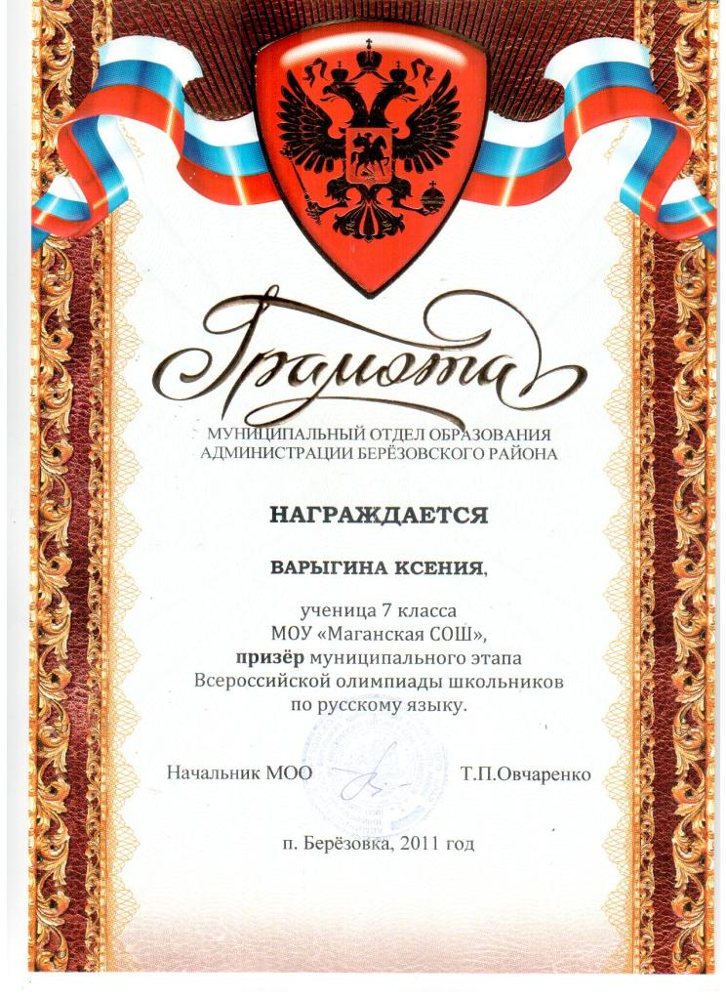 Грамота
МУНИЦИПАЛЬНЫЙ ОТДЕЛ ОБРАЗОВАНИЯ
АДМИНИСТРАЦИИ БЕРЁЗОВСКОГО РАЙОНА
НАГРАЖДАЕТСЯ
ВАРЫГИНА КСЕНИЯ,
ученица 7 класса
МОУ «Маганская СОШ»,
призёр муниципального этапа
Всероссийской олимпиады школьников
по русскому языку.
Начальник МОО Т.П.Овчаренко
п. Берёзовка, 2011 год